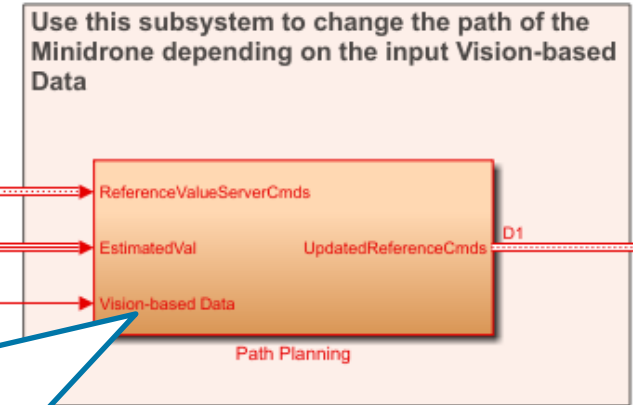 Use this subsystem to change the path of the
Minidrone depending on the input Vision-based
Data
ReferenceValueServerCmds
EstimatedVal
UpdatedReferenceCmds
D1
Vision-based Data
Path Planning